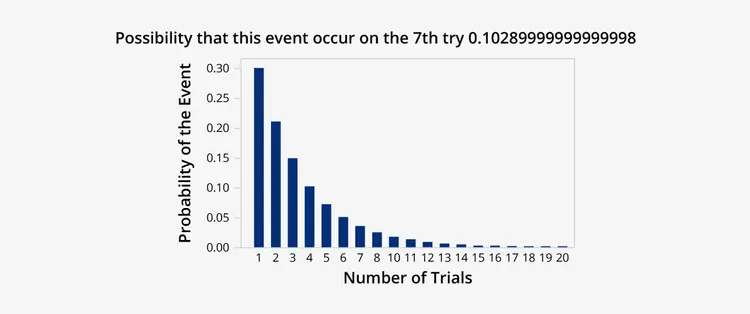 Possibility that this event occur on the 7th try 0.10289999999999998
Probability of the Event
0.30
0.25
0.20
0.15
0.10
0.05
0.00
1 2 3 4 5 6 7 8 10 11 12 13 14 15 16 17 18 19 20
Number of Trials